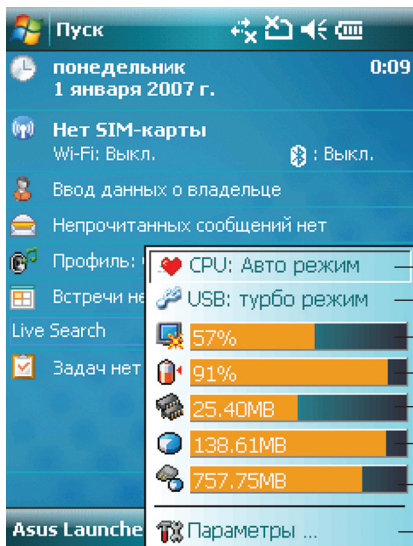 Пуск
понедельник 0:09
1 января 2007 г.
Нет SIM-карты
Wi-Fi: Выкл. : Выкл.
Ввод данных о владельце
Непрочитанных сообщений нет
Профиль:
CPU: Авто режим
Встречи не
USB: турбо режим
Live Search
57%
Задач нет
91%
25.40MB
138.61MB
757.75MB
Asus Launche
Параметры ...